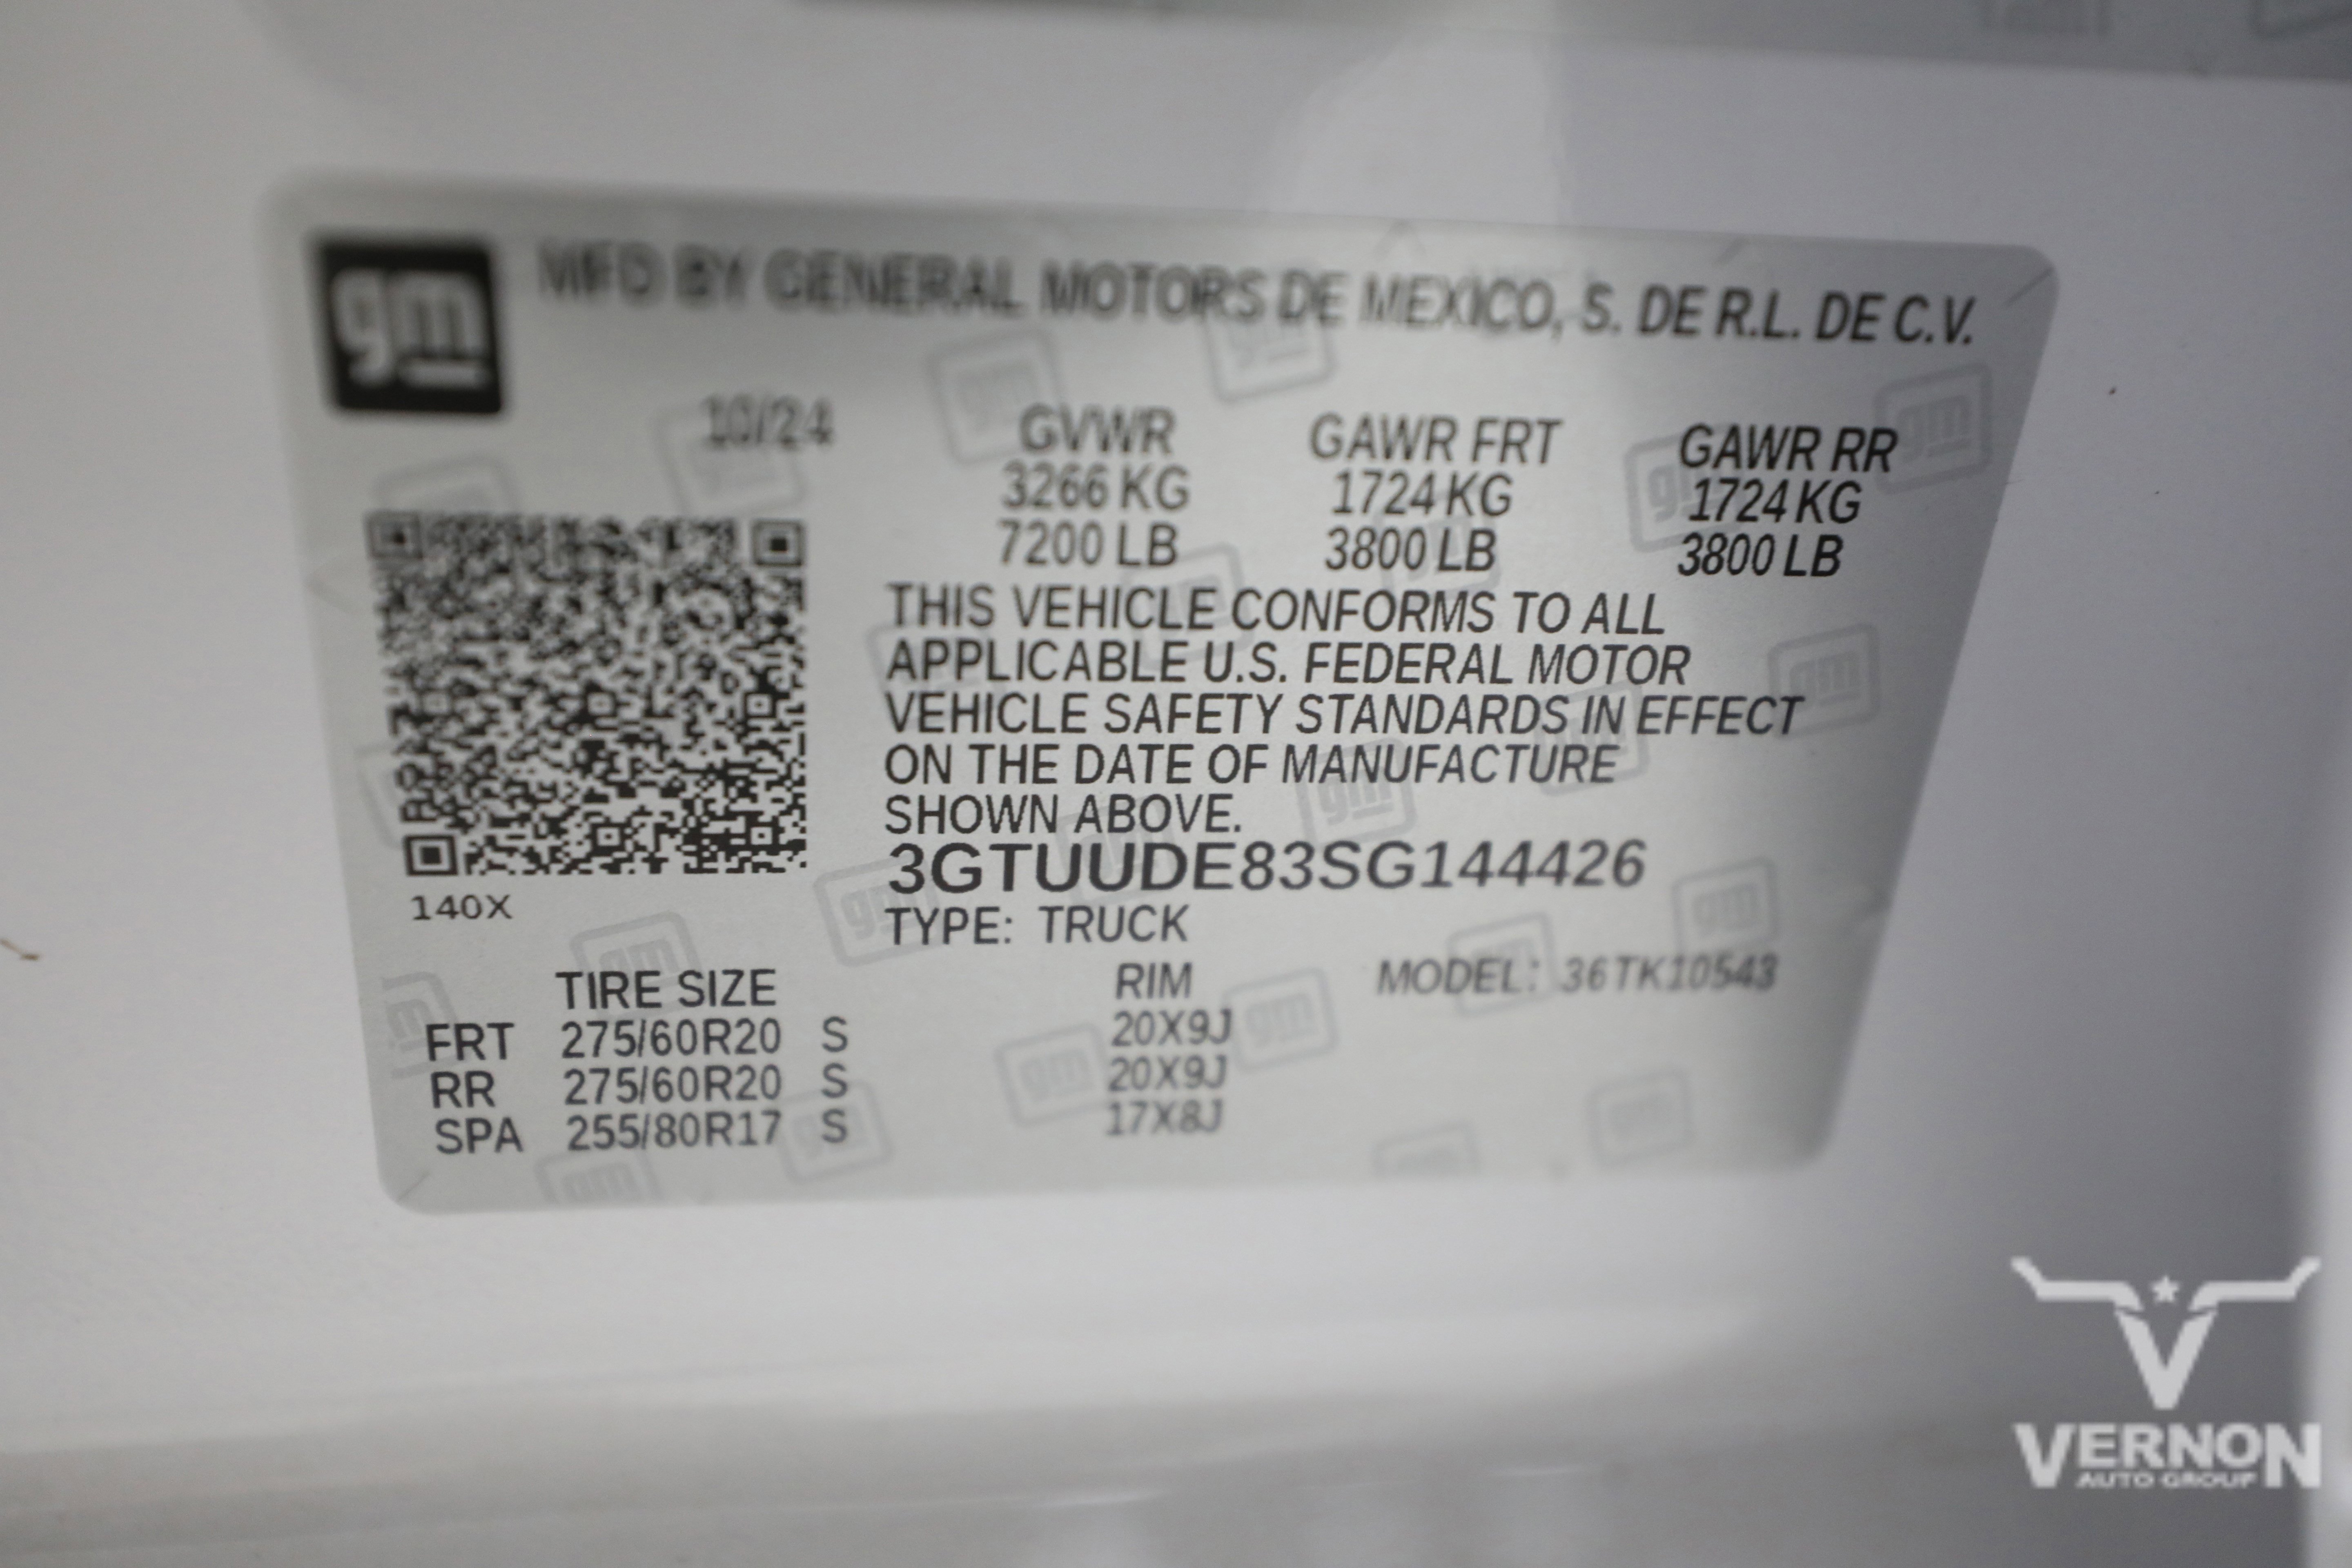 gm
MFD BY GENERAL MOTORS DE MEXICO, S. DE R.L. DE C.V.
10/24 GVWR GAWR FRT GAWR RR
3266 KG 1724 KG 1724 KG
7200 LB 3800 LB 3800 LB
THIS VEHICLE CONFORMS TO ALL
APPLICABLE U.S. FEDERAL MOTOR
VEHICLE SAFETY STANDARDS IN EFFECT
ON THE DATE OF MANUFACTURE
SHOWN ABOVE.
3GTUUDE83SG144426
140X
TYPE: TRUCK
TIRE SIZE RIM MODEL: 36TK10543
FRT 275/60R20 S 20X9J
RR 275/60R20 S 20X9J
SPA 255/80R17 S 17X8J
VERNON
AUTO GROUP